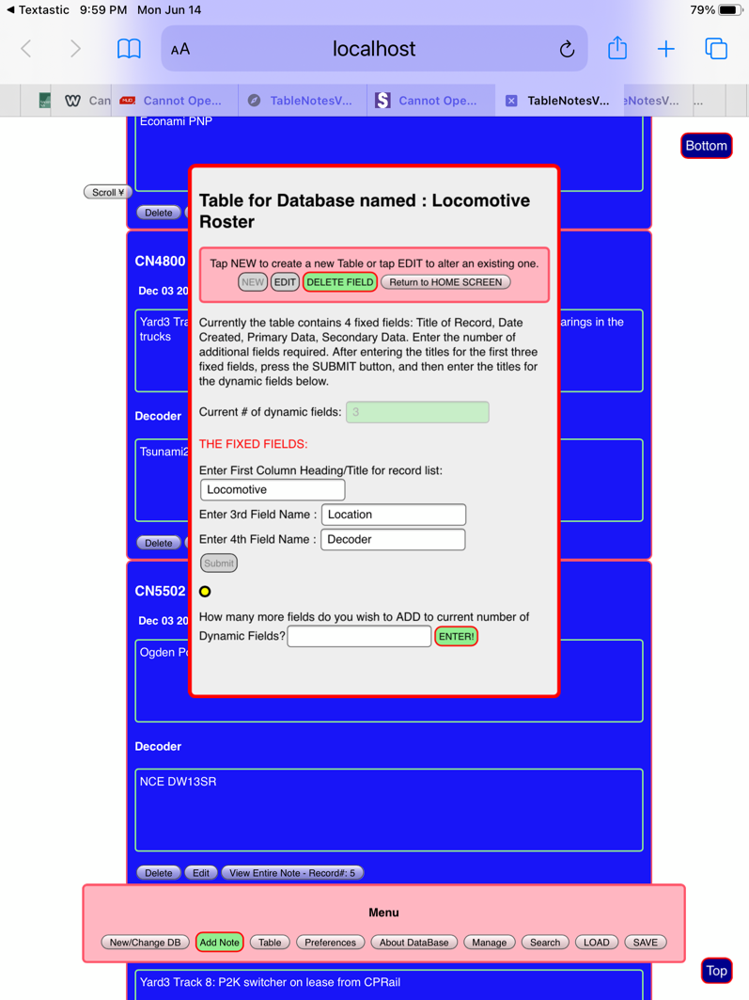 Textastic 9:59 PM Mon Jun 14 79%
AA localhost
Can Cannot Ope... TableNotesV... Cannot Ope... TableNotesV... eNotesV... ...
Econami PNP
Bottom
Scroll ¥
Delete
Table for Database named : Locomotive
Roster
Tap NEW to create a new Table or tap EDIT to alter an existing one.
NEW EDIT DELETE FIELD Return to HOME SCREEN
CN4800
Dec 03 20
Yard3 Tra arings in the
trucks
Currently the table contains 4 fixed fields: Title of Record, Date
Created, Primary Data, Secondary Data. Enter the number of
additional fields required. After entering the titles for the first three
fixed fields, press the SUBMIT button, and then enter the titles for
the dynamic fields below.
Current # of dynamic fields: 3
Decoder
THE FIXED FIELDS:
Tsunami2
Enter First Column Heading/Title for record list:
Locomotive
Enter 3rd Field Name : Location
Enter 4th Field Name : Decoder
Delete
Submit
CN5502
Dec 03 20
How many more fields do you wish to ADD to current number of
Dynamic Fields? ENTER!
Ogden Po
Decoder
NCE DW13SR
Delete Edit View Entire Note - Record#: 5
Menu
New/Change DB Add Note Table Preferences About DataBase Manage Search LOAD SAVE
Top
Yard3 Track 8: P2K switcher on lease from CPRail